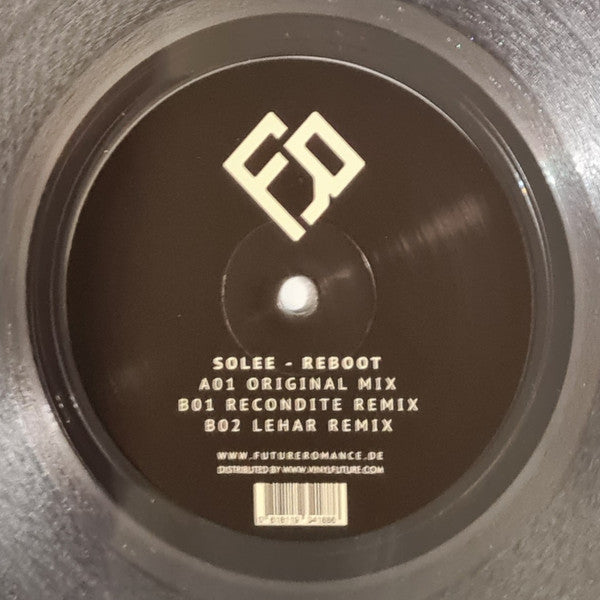 FR
SOLEE - REBOOT
A01 ORIGINAL MIX
B01 RECONDITE REMIX
B02 LEHAR REMIX
WWW.FUTUREROMANCE.DE
DISTRIBUTED BY WWW.VINYLFUTURE.COM